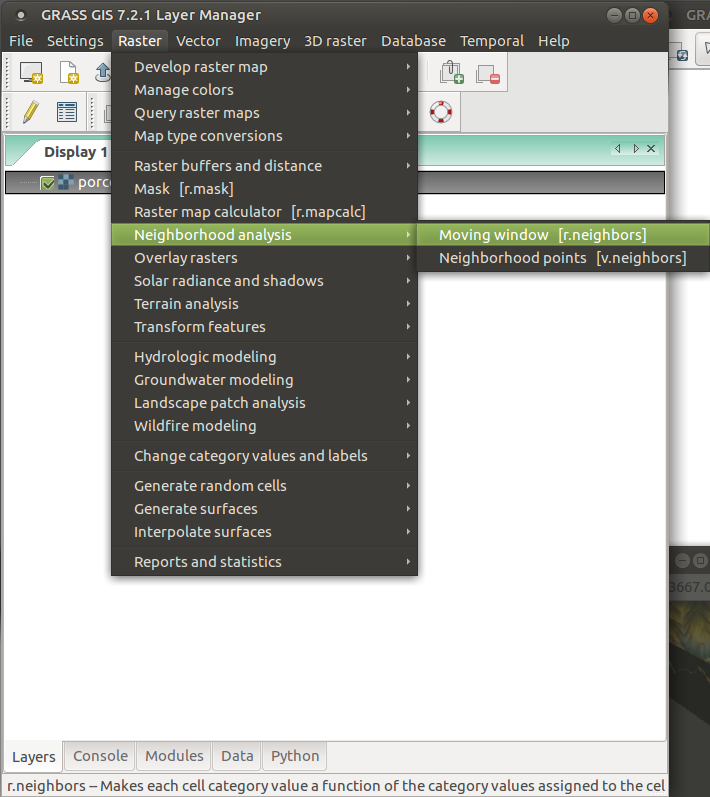 GRASS GIS 7.2.1 Layer Manager
File Settings Raster Vector Imagery 3D raster Database Temporal Help
Develop raster map
Manage colors
Query raster maps
Map type conversions
Display 1
Raster buffers and distance
porc
Mask [r.mask]
Raster map calculator [r.mapcalc]
Neighborhood analysis
Moving window [r.neighbors]
Overlay rasters
Neighborhood points [v.neighbors]
Solar radiance and shadows
Terrain analysis
Transform features
Hydrologic modeling
Groundwater modeling
Landscape patch analysis
Wildfire modeling
Change category values and labels
Generate random cells
Generate surfaces
Interpolate surfaces
Reports and statistics
3667.0
Layers Console Modules Data Python
r.neighbors – Makes each cell category value a function of the category values assigned to the cel